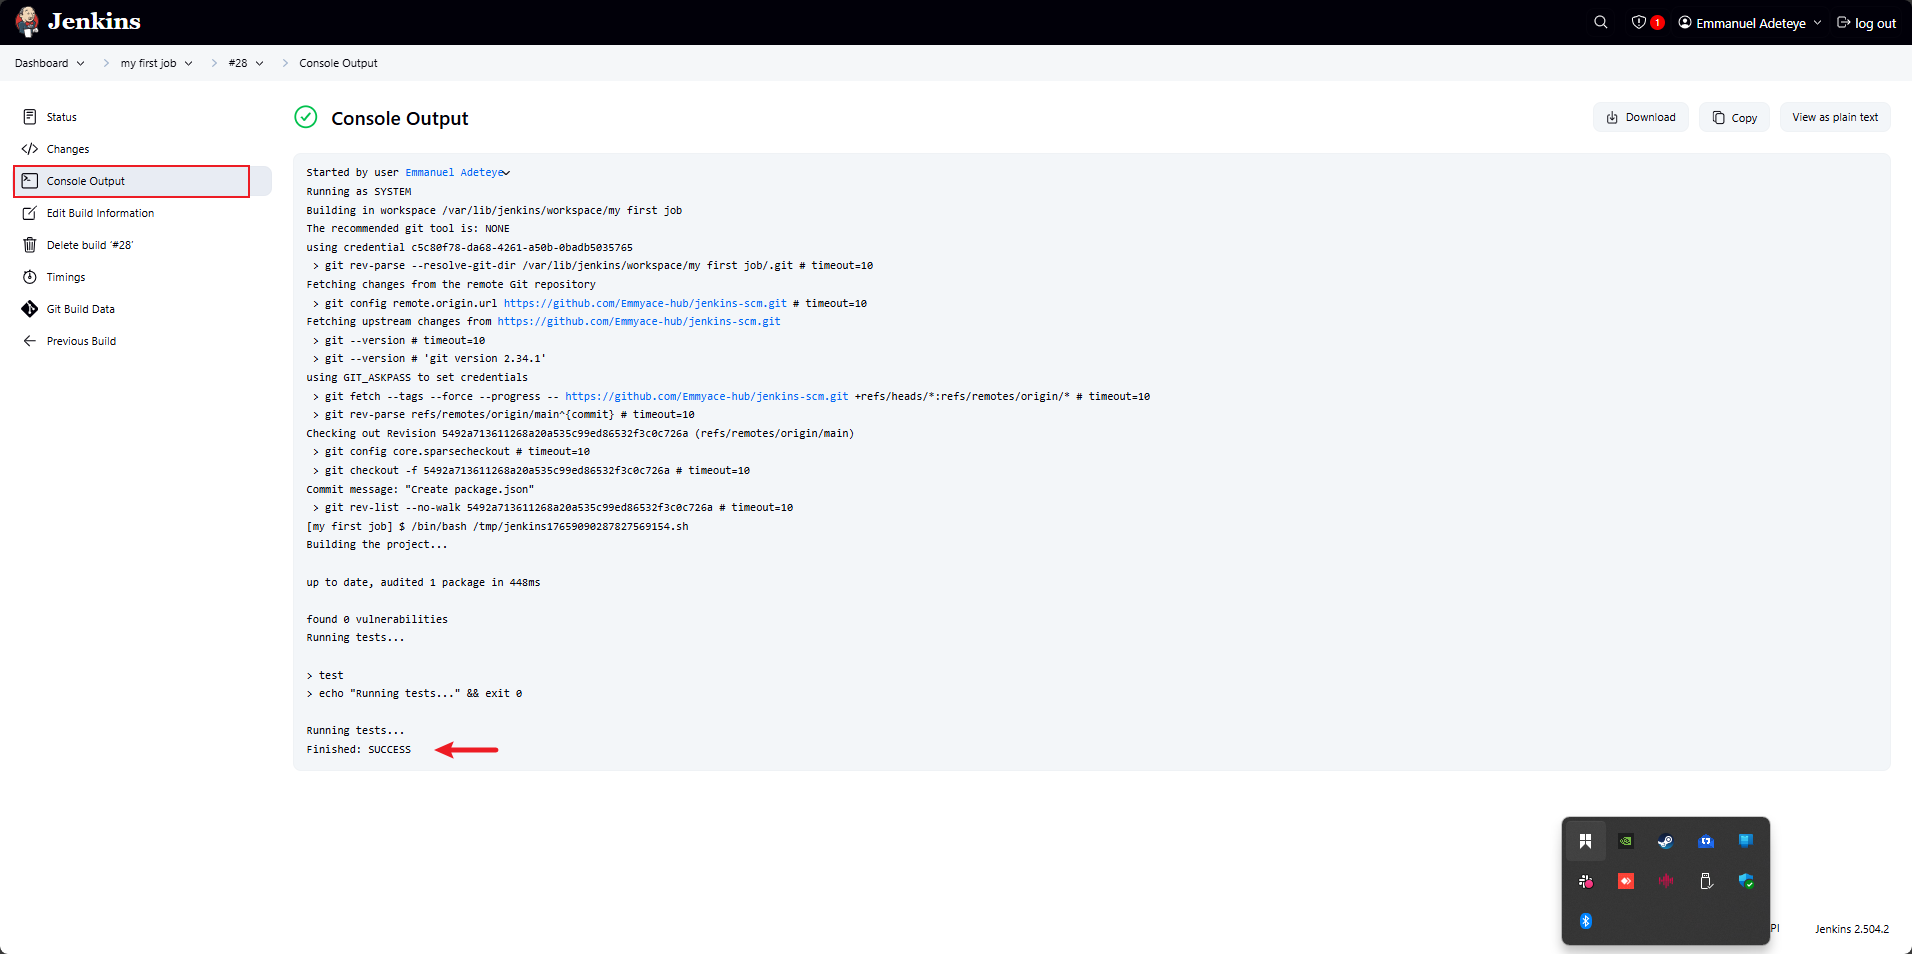 Jenkins
1
Emmanuel Adeteye
log out
Dashboard
my first job
#28
Console Output
Status
Changes
Console Output
Edit Build Information
Delete build '#28'
Timings
Git Build Data
Previous Build
Console Output
Download
Copy
View as plain text
Started by user Emmanuel Adeteye
Running as SYSTEM
Building in workspace /var/lib/jenkins/workspace/my first job
The recommended git tool is: NONE
using credential c5c80f78-da68-4261-a50b-0badb5035765
> git rev-parse --resolve-git-dir /var/lib/jenkins/workspace/my first job/.git # timeout=10
Fetching changes from the remote Git repository
> git config remote.origin.url https://github.com/Emmyace-hub/jenkins-scm.git # timeout=10
Fetching upstream changes from https://github.com/Emmyace-hub/jenkins-scm.git
> git --version # timeout=10
> git --version # 'git version 2.34.1'
using GIT_ASKPASS to set credentials
> git fetch --tags --force --progress -- https://github.com/Emmyace-hub/jenkins-scm.git +refs/heads/*:refs/remotes/origin/* # timeout=10
> git rev-parse refs/remotes/origin/main^{commit} # timeout=10
Checking out Revision 5492a713611268a20a535c99ed86532f3c0c726a (refs/remotes/origin/main)
> git config core.sparsecheckout # timeout=10
> git checkout -f 5492a713611268a20a535c99ed86532f3c0c726a # timeout=10
Commit message: "Create package.json"
> git rev-list --no-walk 5492a713611268a20a535c99ed86532f3c0c726a # timeout=10
[my first job] $ /bin/bash /tmp/jenkins17659090287827569154.sh
Building the project...
up to date, audited 1 package in 448ms
found 0 vulnerabilities
Running tests...
> test
> echo "Running tests..." && exit 0
Running tests...
Finished: SUCCESS
PI
Jenkins 2.504.2